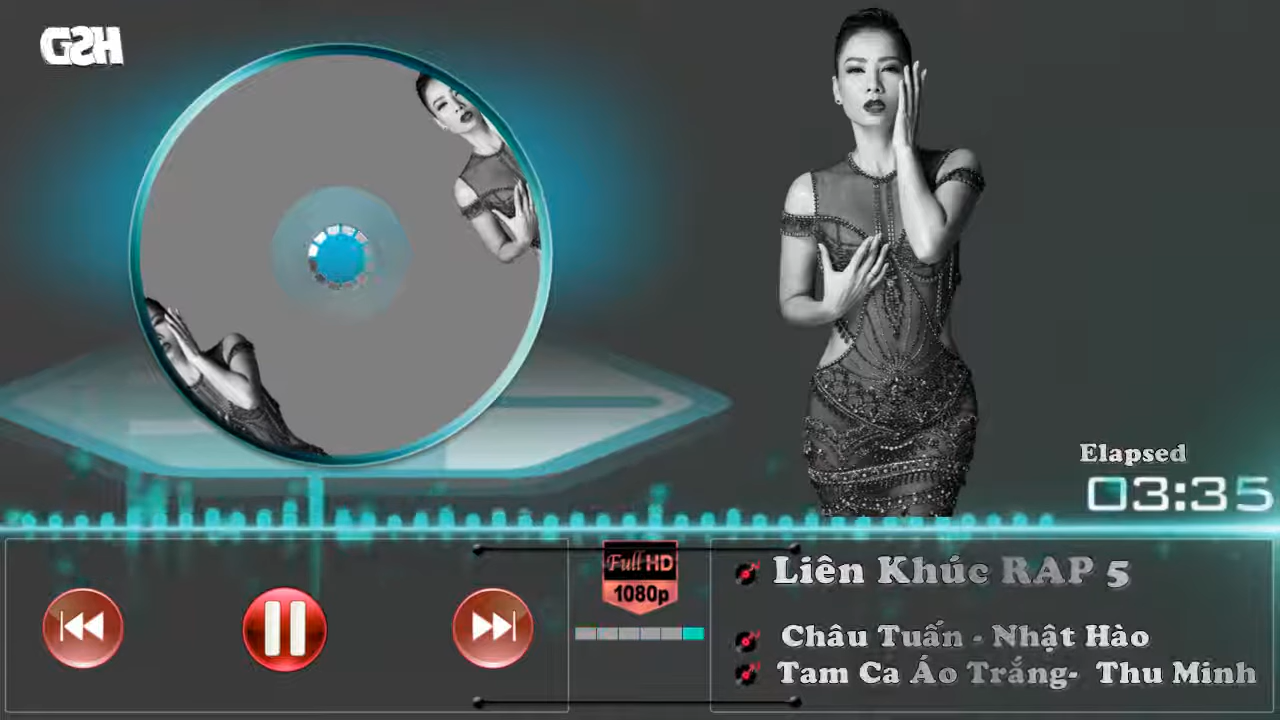 GSH
Elapsed
03:35
Full HD
1080p
Liên Khúc RAP 5
Châu Tuấn - Nhật Hào
Tam Ca Áo Trắng- Thu Minh